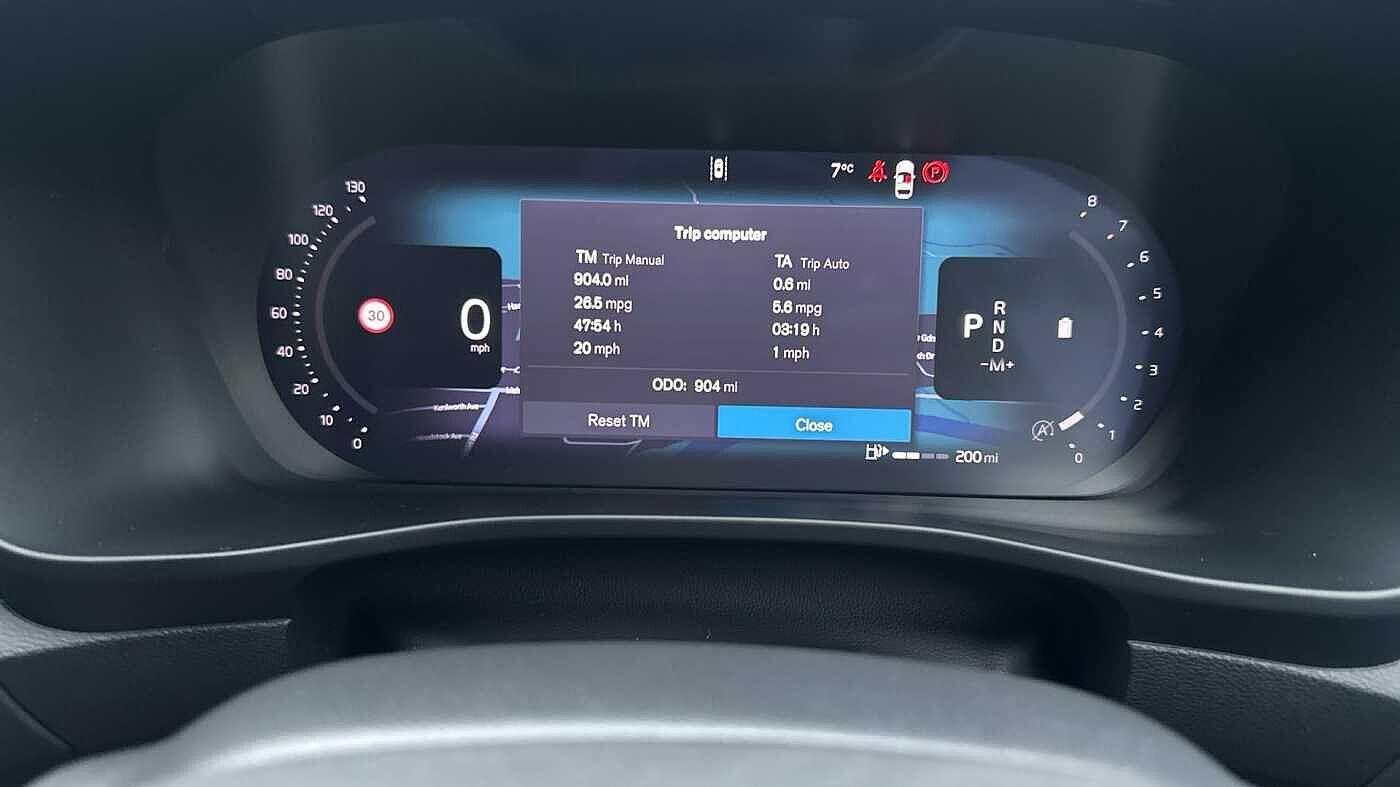 7°C
P
Trip computer
TM Trip Manual
904.0 mi
26.5 mpg
47:54 h
20 mph
TA Trip Auto
0.6 mi
5.6 mpg
03:19 h
1 mph
ODO: 904 mi
Reset TM
Close
130
120
100
80
60
40
20
10
0
30
0
mph
Kenilworth Ave
P
R
N
D
-M+
8
7
6
5
4
3
2
1
0
A
200 mi